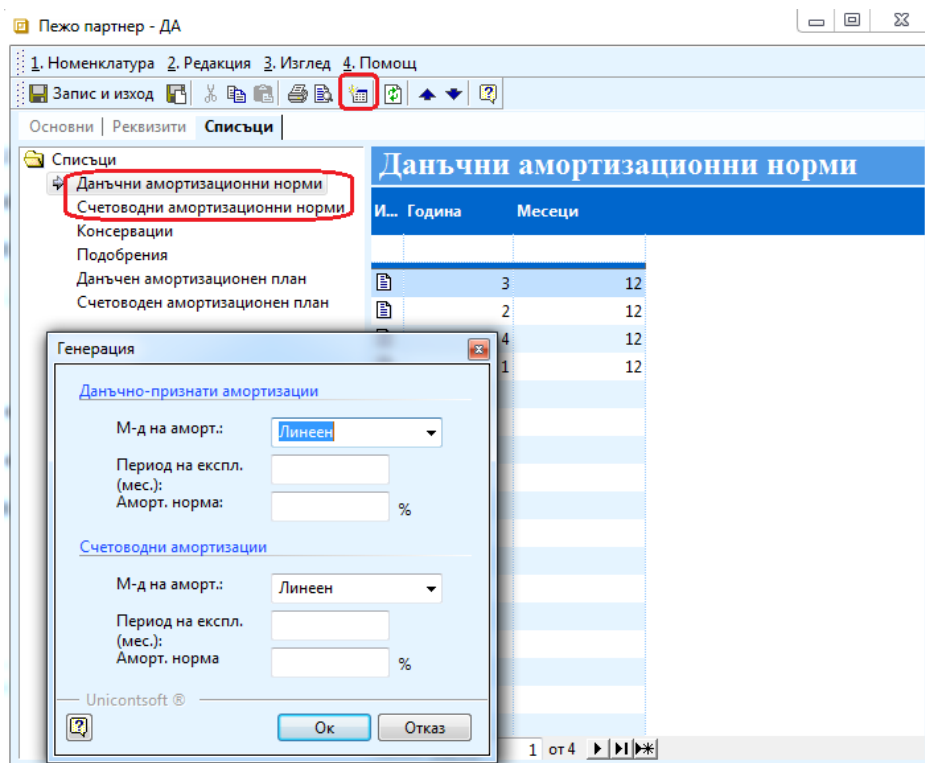 Пежо партнер - ДА
1. Номенклатура 2. Редакция 3. Изглед 4. Помощ
Запис и изход
Основни | Реквизити Списъци
Списъци
Данъчни амортизационни норми
Счетоводни амортизационни норми
Консервации
Подобрения
Данъчен амортизационен план
Счетоводен амортизационен план
Данъчни амортизационни норми
И... Година Месеци
3 12
2 12
4 12
1 12
Генерация
Данъчно-признати амортизации
М-д на аморт.: Линеен
Период на експл.
(мес.):
Аморт. норма: %
Счетоводни амортизации
М-д на аморт.: Линеен
Период на експл.
(мес.):
Аморт. норма %
Unicontsoft ®
Ок Отказ
1 от 4